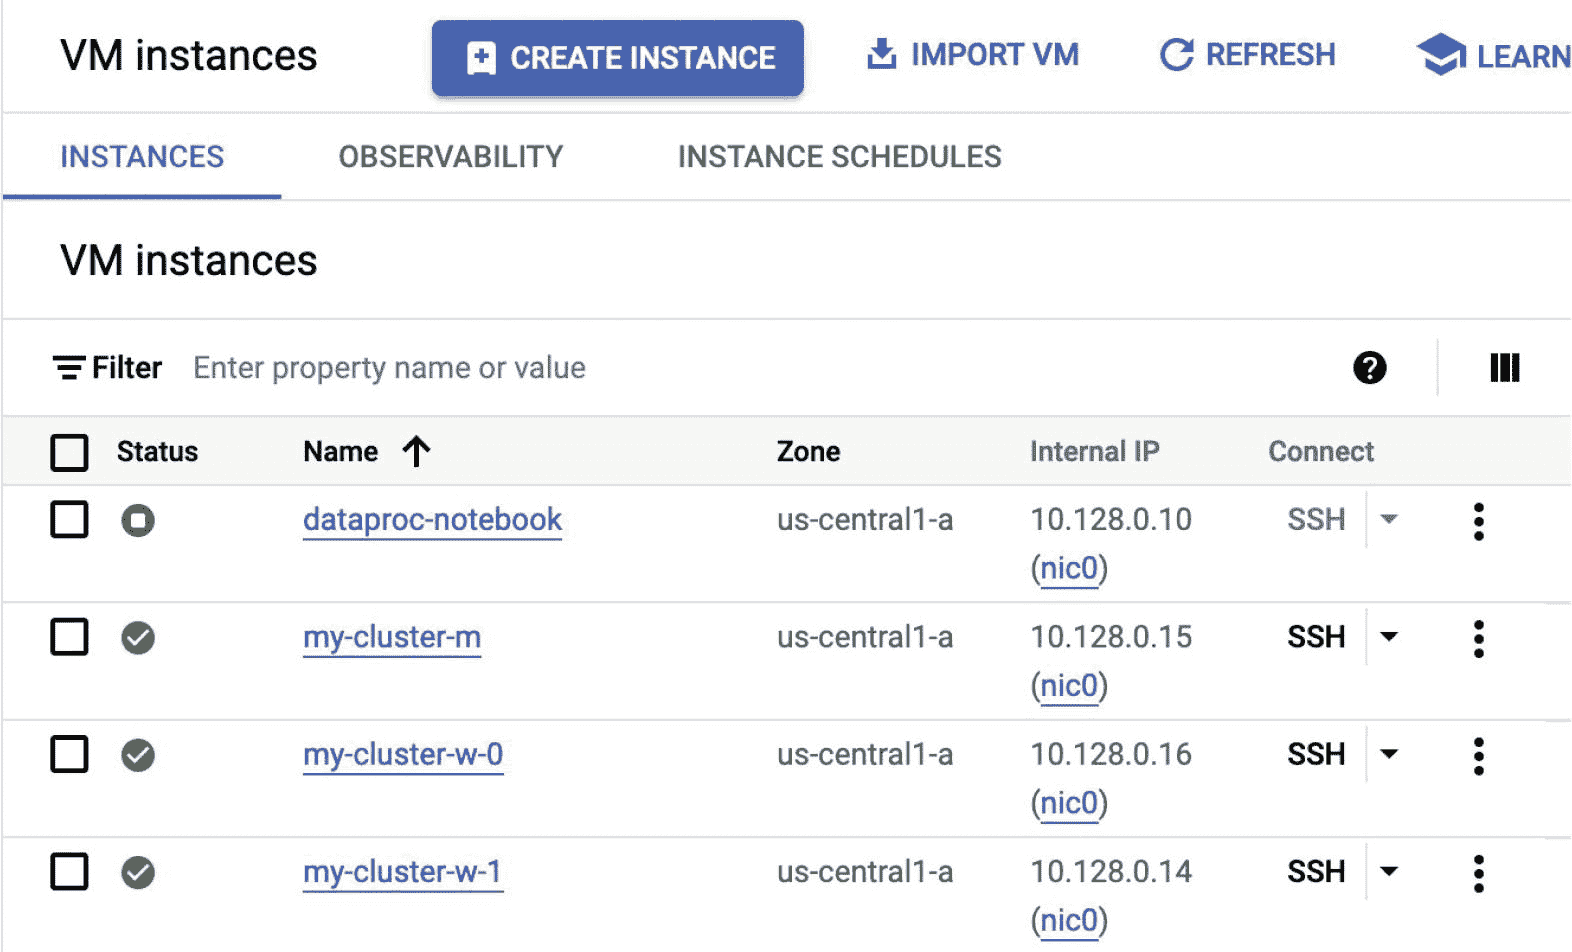 VM instances CREATE INSTANCE IMPORT VM REFRESH LEARN
INSTANCES OBSERVABILITY INSTANCE SCHEDULES
VM instances
Filter Enter property name or value
Status Name Zone Internal IP Connect
dataproc-notebook us-central1-a 10.128.0.10 SSH
(nic0)
my-cluster-m us-central1-a 10.128.0.15 SSH
(nic0)
my-cluster-w-0 us-central1-a 10.128.0.16 SSH
(nic0)
my-cluster-w-1 us-central1-a 10.128.0.14 SSH
(nic0)